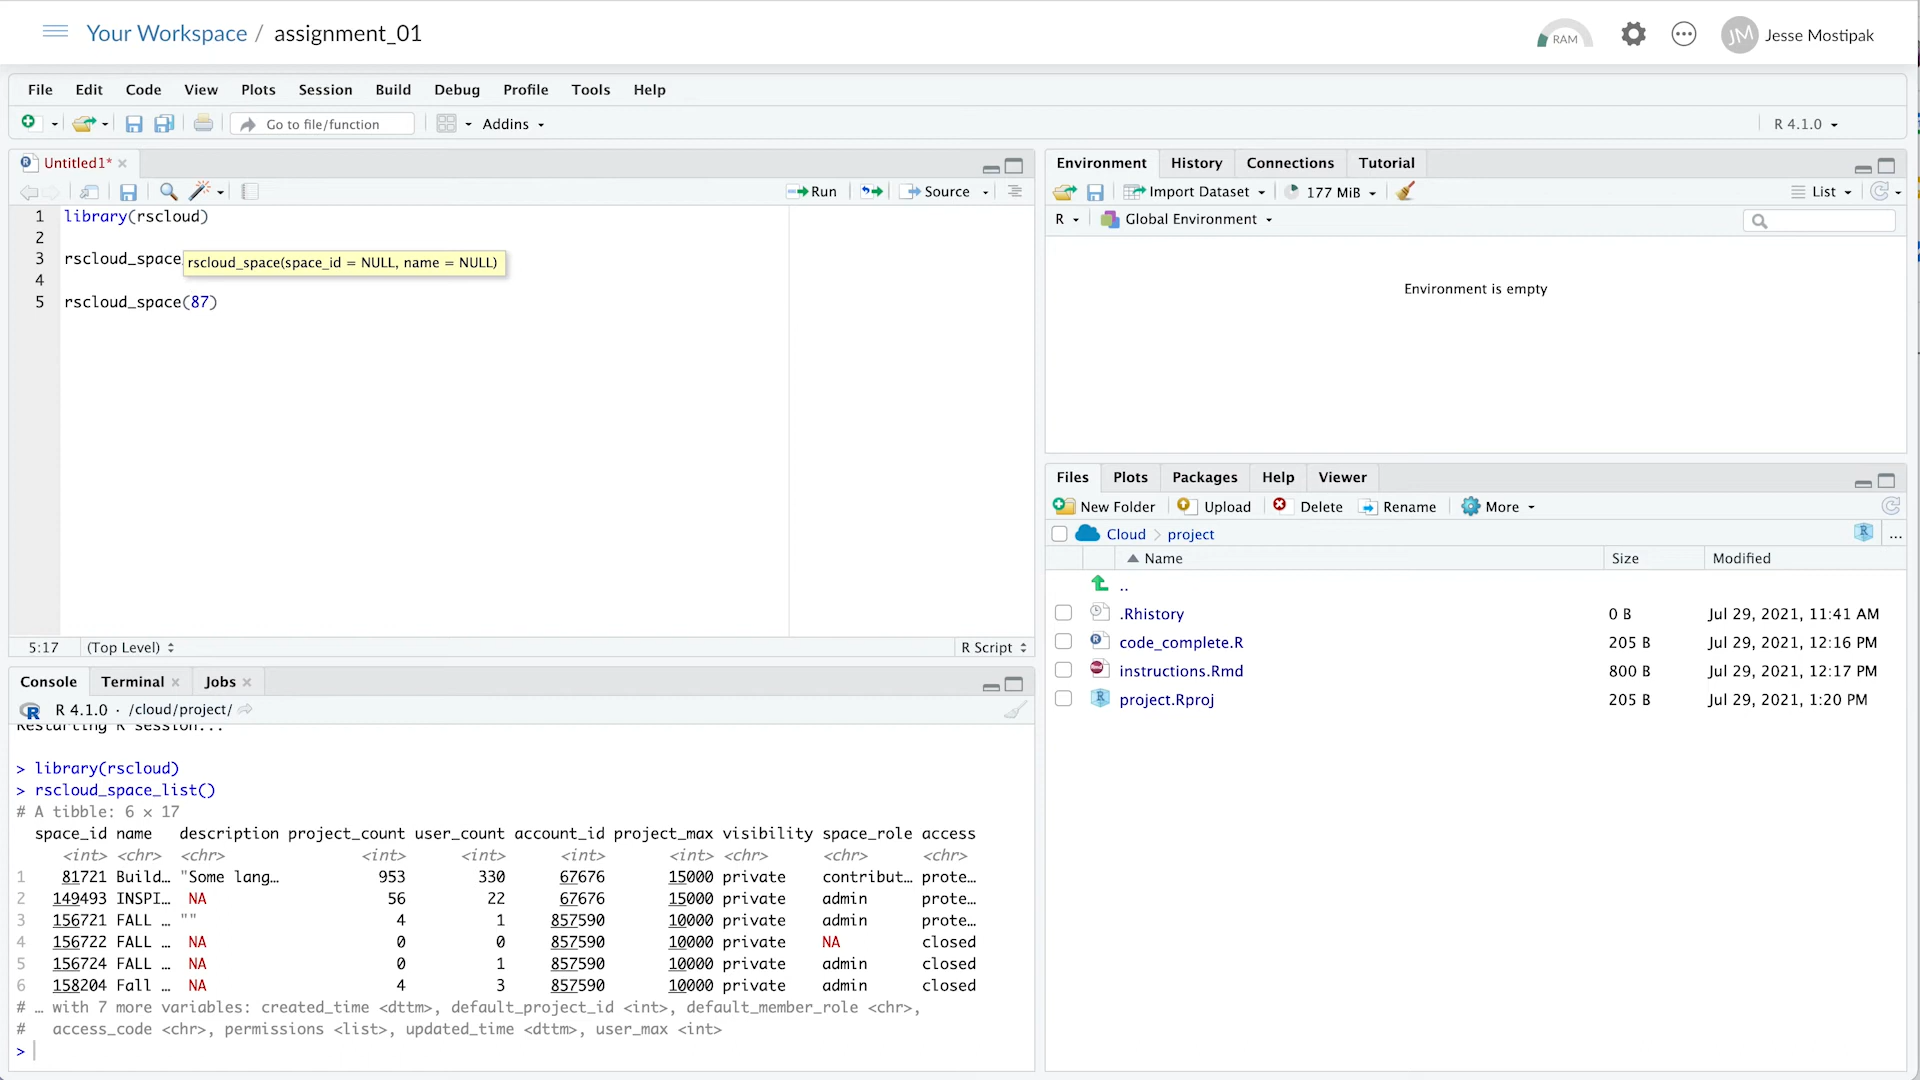 Your Workspace / assignment_01
RAM
JM Jesse Mostipak
File Edit Code View Plots Session Build Debug Profile Tools Help
Go to file/function Addins R 4.1.0
Untitled1*
Run Source
1 library(rscloud)
2
3 rscloud_space
rscloud_space(space_id = NULL, name = NULL)
4
5 rscloud_space(87)
5:17 (Top Level) R Script
Console Terminal Jobs
R 4.1.0 · /cloud/project/
Restarting R session...
> library(rscloud)
> rscloud_space_list()
# A tibble: 6 × 17
space_id name description project_count user_count account_id project_max visibility space_role access
<int> <chr> <chr> <int> <int> <int> <int> <chr> <chr> <chr>
1 81721 Build… "Some lang… 953 330 67676 15000 private contribut… prote…
2 149493 INSPI… NA 56 22 67676 15000 private admin prote…
3 156721 FALL … "" 4 1 857590 10000 private admin prote…
4 156722 FALL … NA 0 0 857590 10000 private NA closed
5 156724 FALL … NA 0 1 857590 10000 private admin closed
6 158204 Fall … NA 4 3 857590 10000 private admin closed
# … with 7 more variables: created_time <dttm>, default_project_id <int>, default_member_role <chr>,
# access_code <chr>, permissions <list>, updated_time <dttm>, user_max <int>
>
Environment History Connections Tutorial
Import Dataset 177 MiB List
R Global Environment
Environment is empty
Files Plots Packages Help Viewer
New Folder Upload Delete Rename More
Cloud project ...
Name Size Modified
..
.Rhistory 0 B Jul 29, 2021, 11:41 AM
code_complete.R 205 B Jul 29, 2021, 12:16 PM
instructions.Rmd 800 B Jul 29, 2021, 12:17 PM
project.Rproj 205 B Jul 29, 2021, 1:20 PM